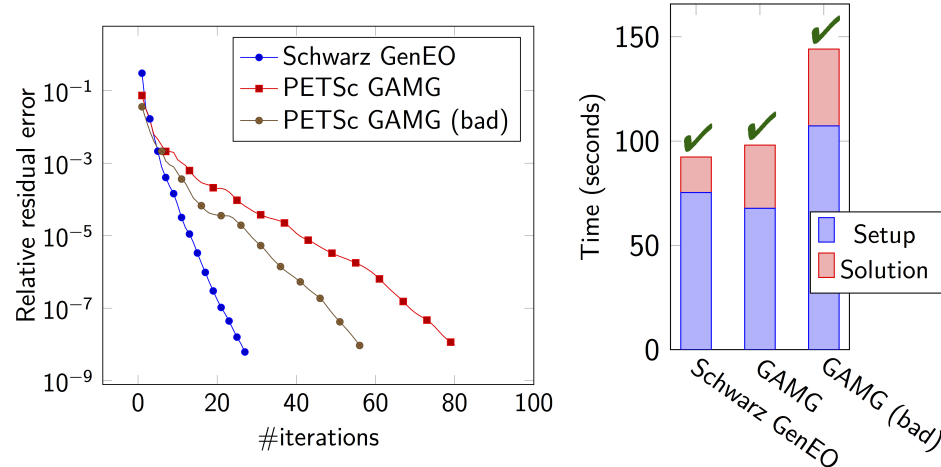 Relative residual error
10−1
10−3
10−5
10−7
10−9
0 20 40 60 80 100
#iterations
Schwarz GenEO
PETSc GAMG
PETSc GAMG (bad)
Time (seconds)
150
100
50
0
Setup
Solution
Schwarz GenEO
GAMG
GAMG (bad)